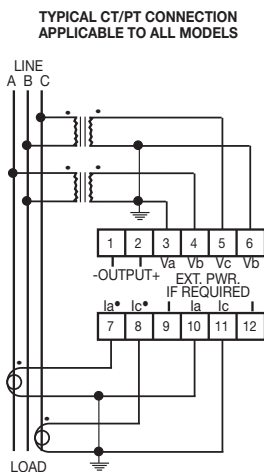 TYPICAL CT/PT CONNECTION
APPLICABLE TO ALL MODELS
LINE
A B C
1 2 3 4 5 6
-OUTPUT+ Va Vb Vc Vb
EXT. PWR.
IF REQUIRED
Ia• Ic• Ia Ic
7 8 9 10 11 12
LOAD